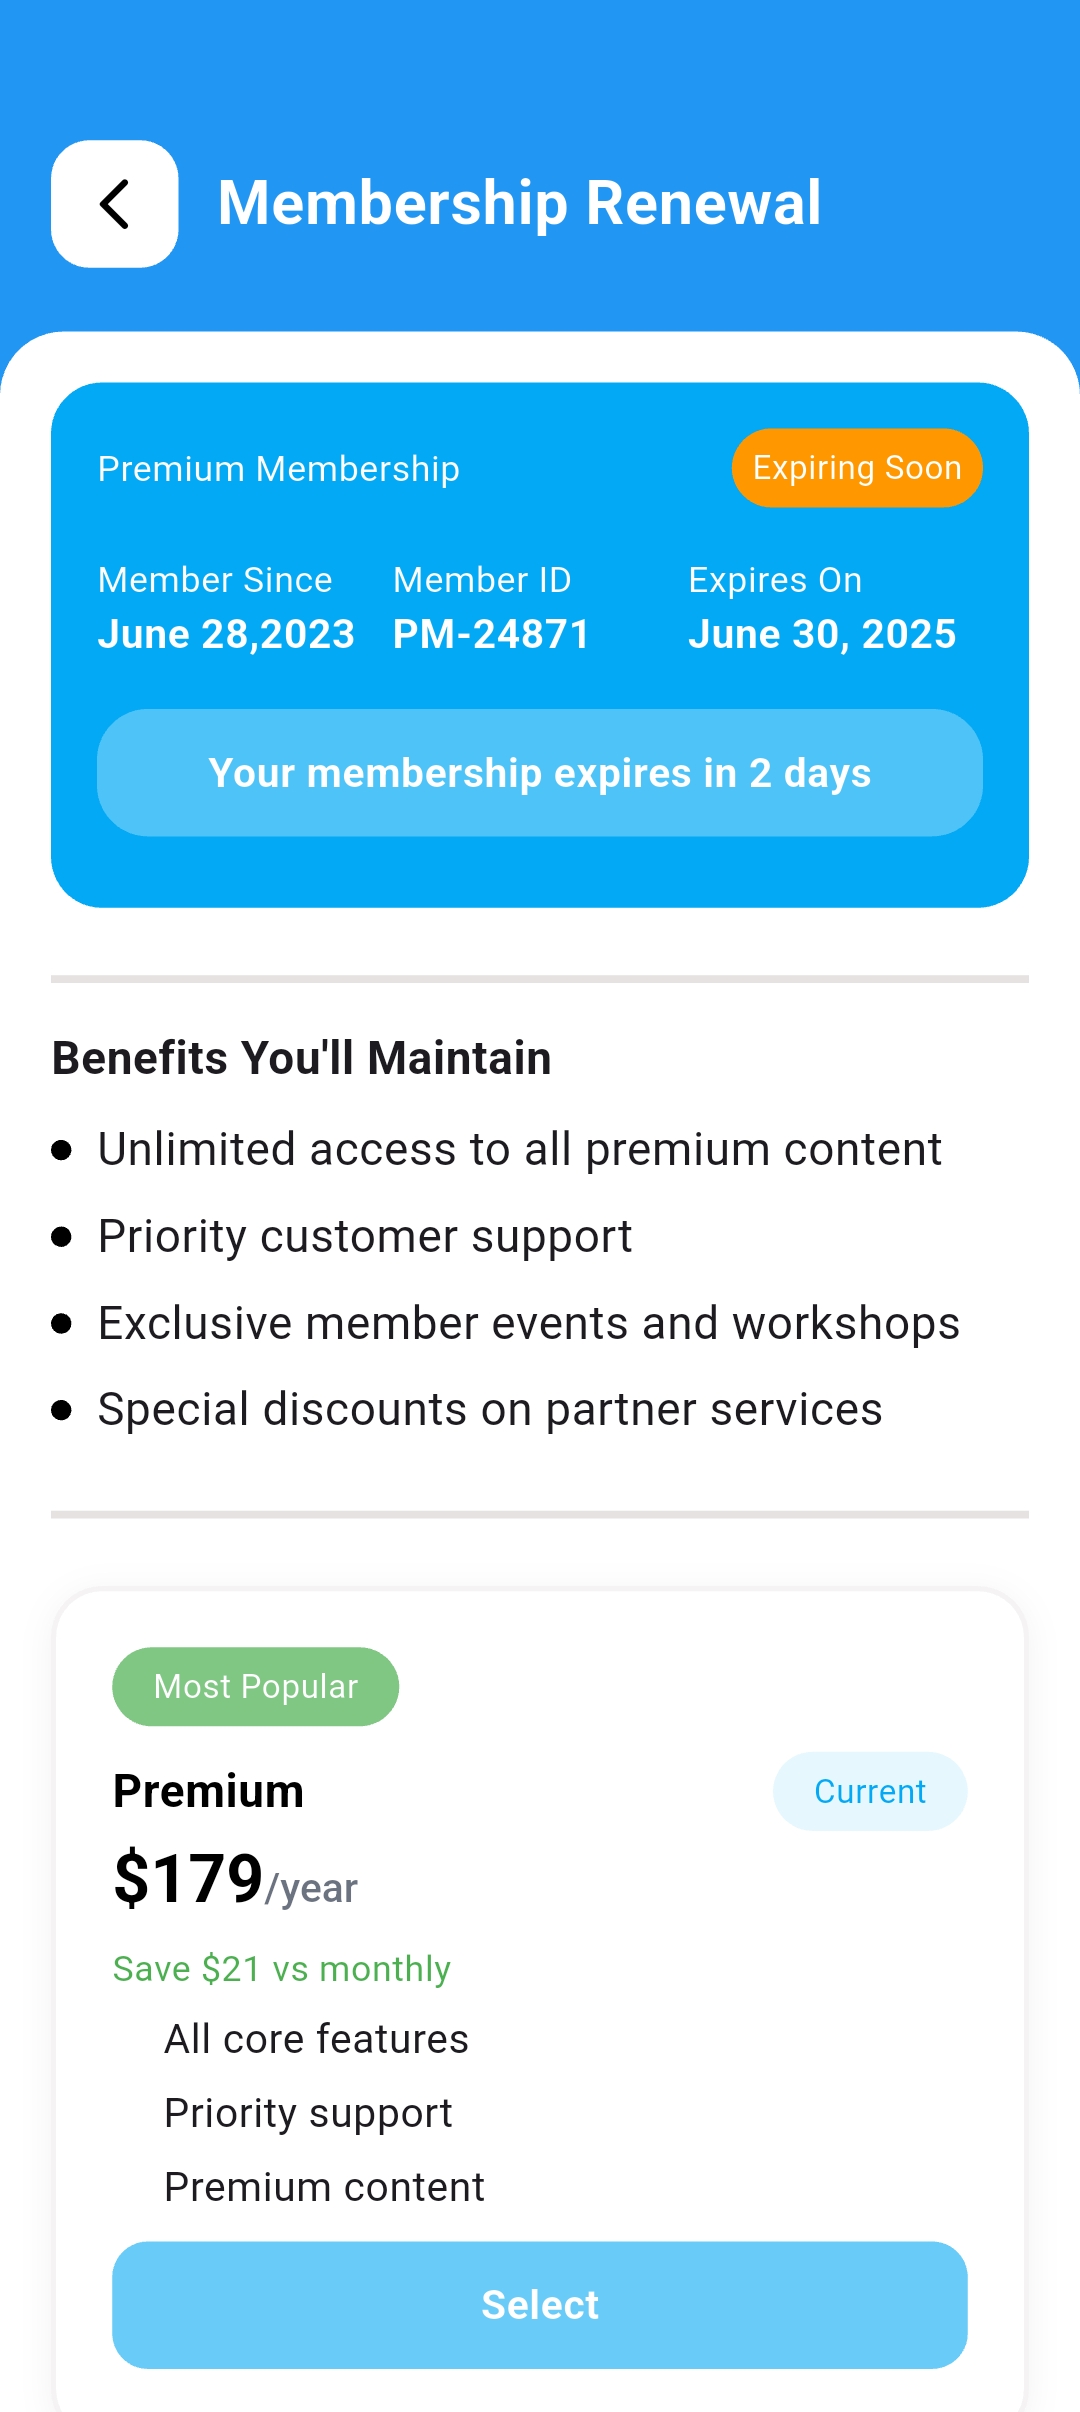 Membership Renewal
Premium Membership
Expiring Soon
Member Since
Member ID
Expires On
June 28,2023
PM-24871
June 30, 2025
Your membership expires in 2 days
Benefits You'll Maintain
Unlimited access to all premium content
Priority customer support
Exclusive member events and workshops
Special discounts on partner services
Most Popular
Premium
Current
$179/year
Save $21 vs monthly
All core features
Priority support
Premium content
Select